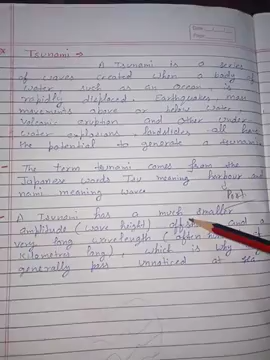 Tsunami →
A Tsunami is a series
of waves created when a body of
water such as an ocean is
rapidly displaced. Earthquakes, mass
movements above or below water,
volcanic eruption and other under
water explosions, landslides all have
the potential to generate a tsunami
- The term tsunami comes from the
Japanese words Tsu meaning harbour and
nami meaning wave
Port.
- A Tsunami has a much smaller
amplitude (wave height) offshore and a
very long wavelength (often
kilometres long), which is why
generally pass unnoticed at sea